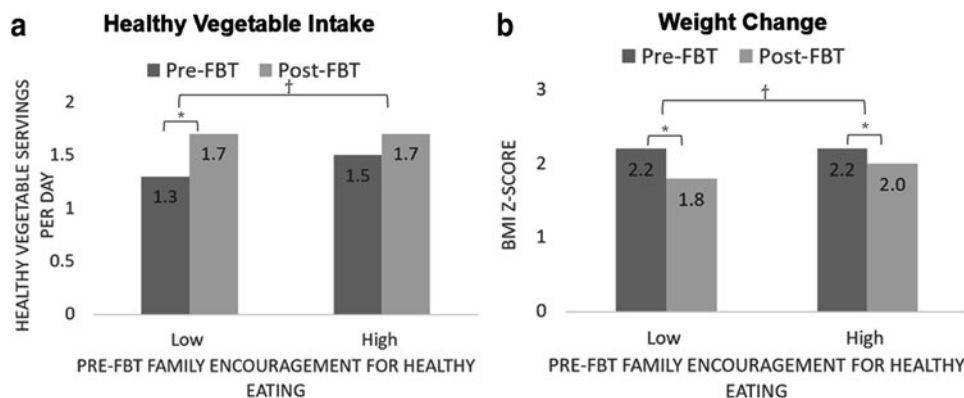 a
Healthy Vegetable Intake
Pre-FBT Post-FBT
†
*
HEALTHY VEGETABLE SERVINGS
PER DAY
2
1.5
1
0.5
0
1.3
1.7
1.5
1.7
Low High
PRE-FBT FAMILY ENCOURAGEMENT FOR HEALTHY
EATING
b
Weight Change
Pre-FBT Post-FBT
†
* *
BMI Z-SCORE
3
2
1
0
2.2
1.8
2.2
2.0
Low High
PRE-FBT FAMILY ENCOURAGEMENT FOR HEALTHY
EATING